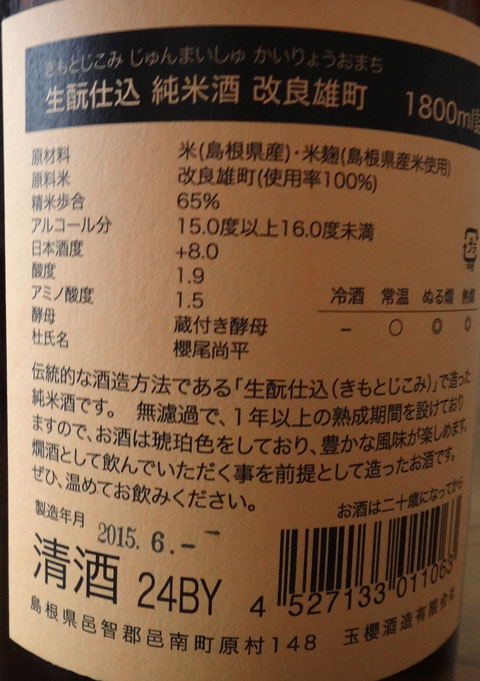 きもとじこみ じゅんまいしゅ かいりょうおまち
生酛仕込 純米酒 改良雄町 1800ml詰
原材料 米(島根県産)・米麹(島根県産米使用)
原料米 改良雄町(使用率100%)
精米歩合 65%
アルコール分 15.0度以上16.0度未満
日本酒度 +8.0
酸度 1.9
アミノ酸度 1.5
酵母 蔵付き酵母
杜氏名 櫻尾尚平
冷酒 常温 ぬる燗 熱燗
– ○ ◎ ◎
伝統的な酒造方法である「生酛仕込(きもとじこみ)」で造った
純米酒です。 無濾過で、1年以上の熟成期間を設けており
ますので、お酒は琥珀色をしており、豊かな風味が楽しめます。
燗酒として飲んでいただく事を前提として造ったお酒です。
ぜひ、温めてお飲みください。
お酒は二十歳になってから
製造年月 2015. 6. –
清酒 24BY
4 527133 011063
島根県邑智郡邑南町原村148 玉櫻酒造有限会社